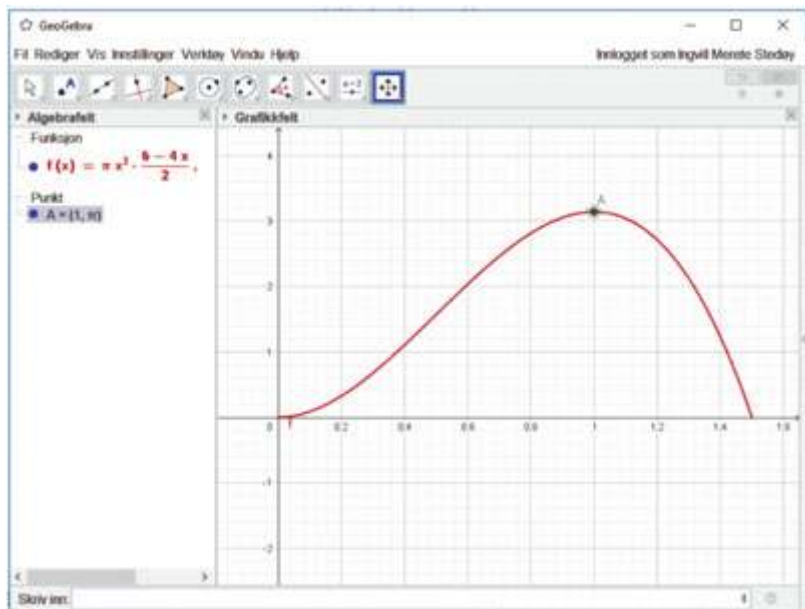 GeoGebra
Fil Rediger Vis Innstillinger Verktøy Vindu Hjelp Innlogget som Ingvill Merete Stedøy
Algebrafelt
Grafikkfelt
Funksjon
f(x) = π x² · (6 − 4 x)/2 ,
Punkt
A = (1, π)
A
f
4
3
2
1
0
-1
-2
0.2 0.4 0.6 0.8 1 1.2 1.4 1.6
Skriv inn: